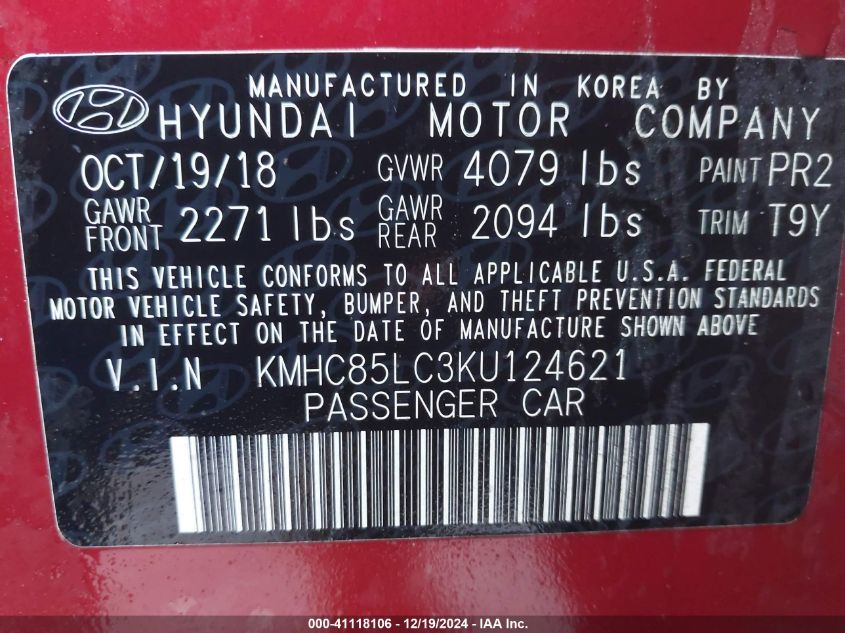 MANUFACTURED IN KOREA BY
HYUNDAI MOTOR COMPANY
OCT/19/18 GVWR 4079 lbs PAINT PR2
GAWR FRONT 2271 lbs GAWR REAR 2094 lbs TRIM T9Y
THIS VEHICLE CONFORMS TO ALL APPLICABLE U.S.A. FEDERAL
MOTOR VEHICLE SAFETY, BUMPER, AND THEFT PREVENTION STANDARDS
IN EFFECT ON THE DATE OF MANUFACTURE SHOWN ABOVE
V.I.N KMHC85LC3KU124621
PASSENGER CAR
000-41118106 - 12/19/2024 - IAA Inc.